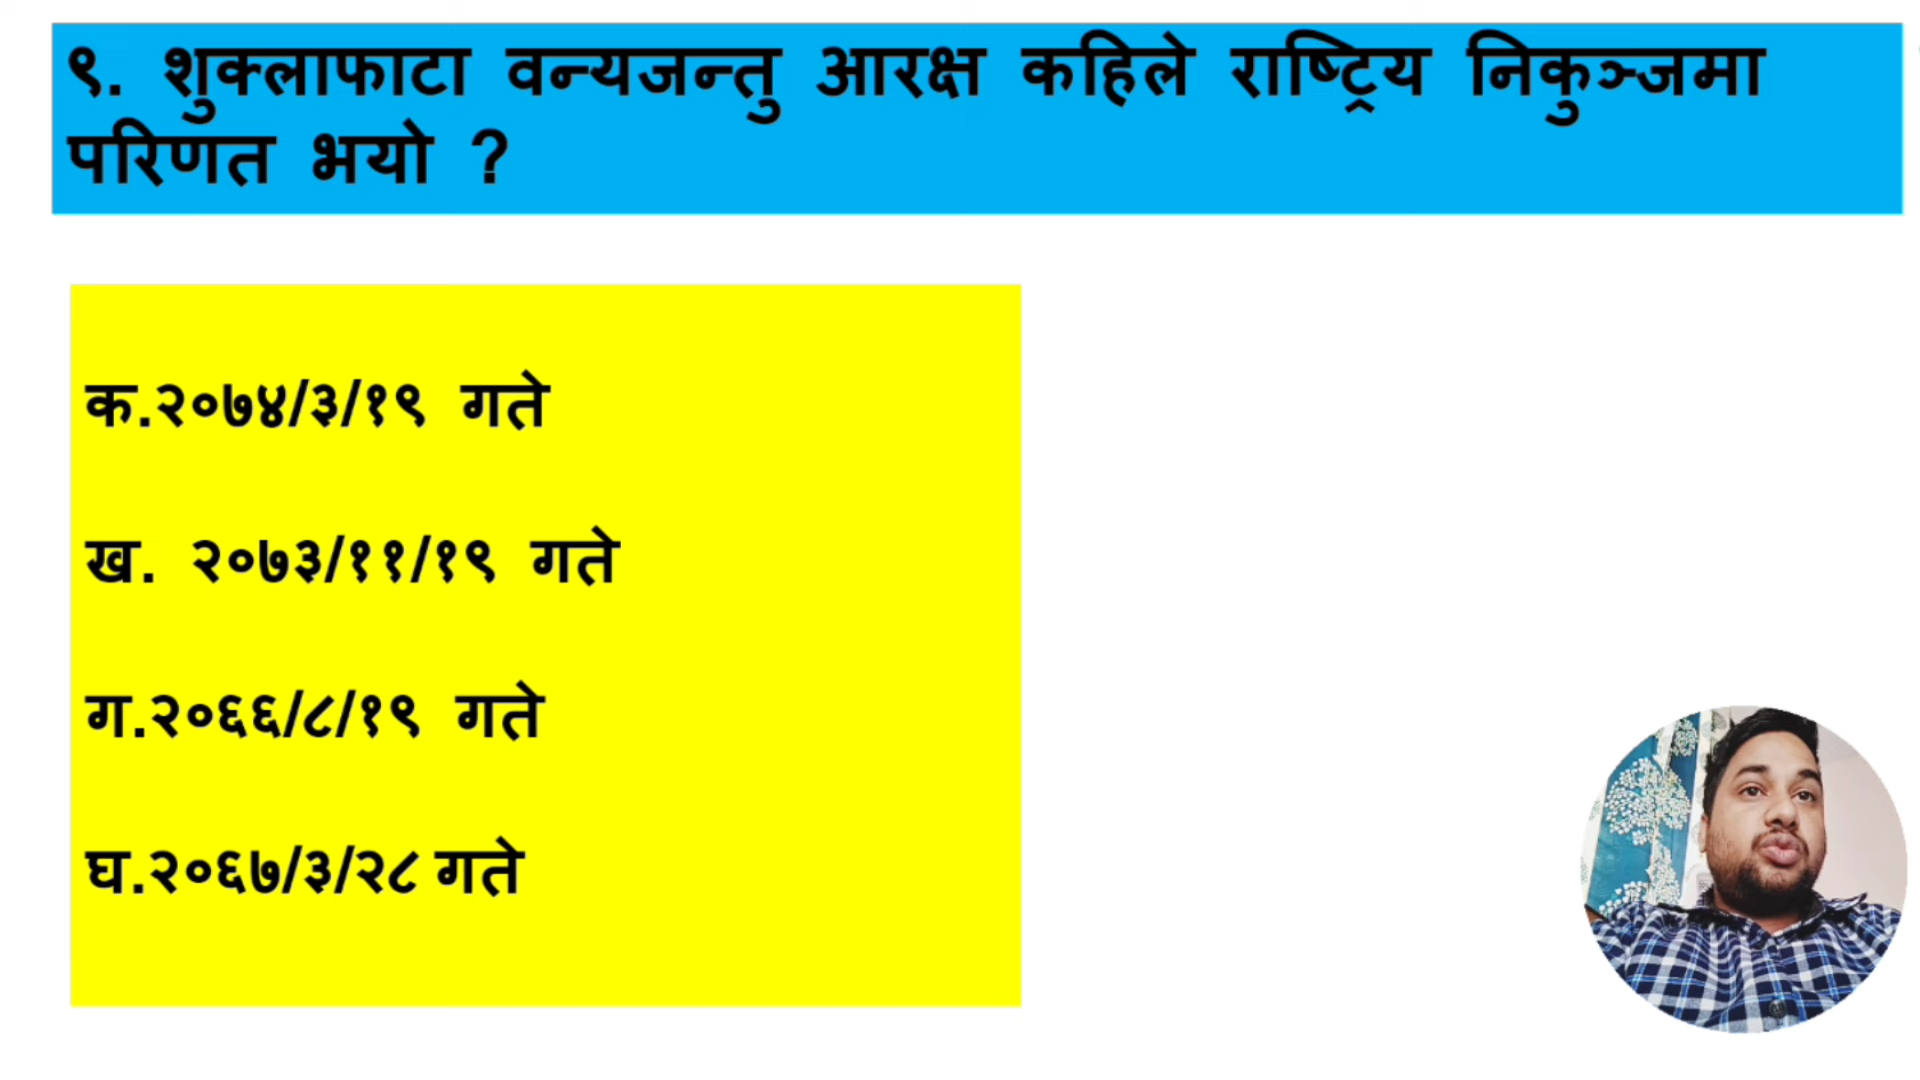 ९. शुक्लाफाटा वन्यजन्तु आरक्ष कहिले राष्ट्रिय निकुञ्जमा
परिणत भयो ?
क.२०७४/३/१९ गते
ख. २०७३/११/१९ गते
ग.२०६६/८/१९ गते
घ.२०६७/३/२८ गते